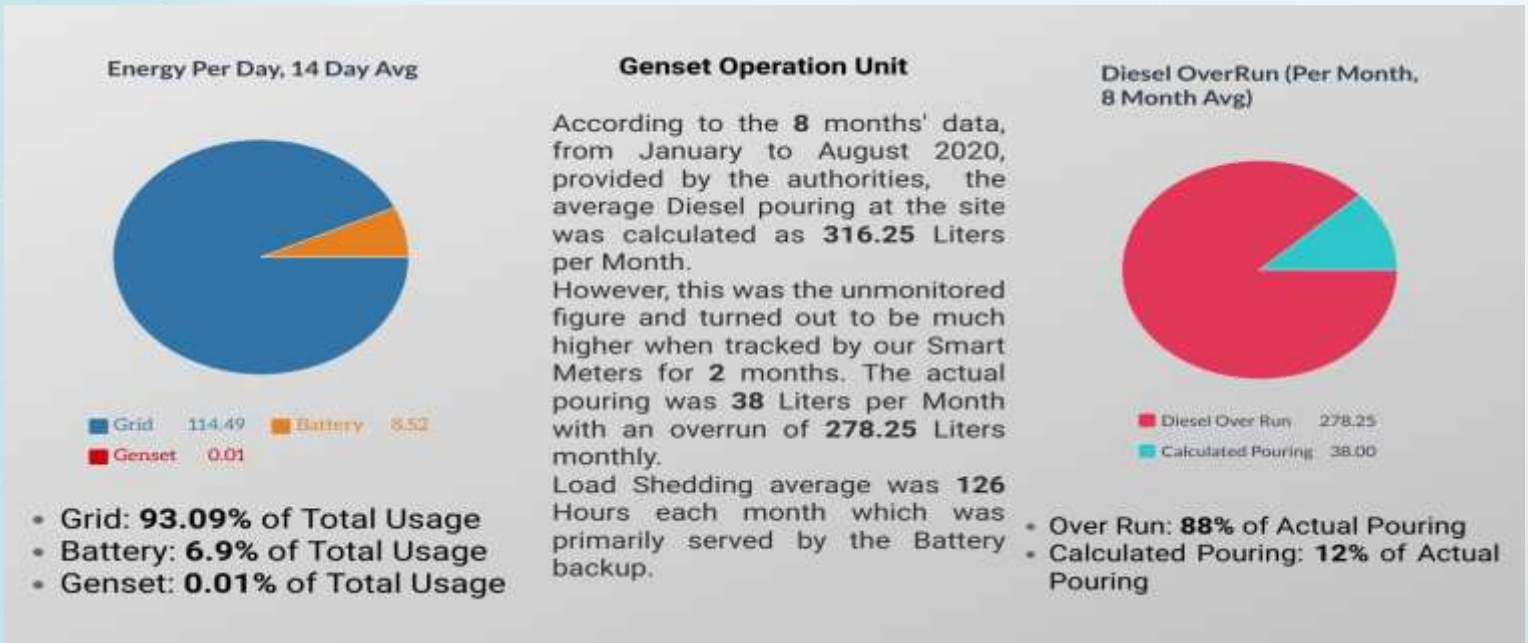 Energy Per Day, 14 Day Avg
Grid 114.49 Battery 8.52
Genset 0.01
• Grid: 93.09% of Total Usage
• Battery: 6.9% of Total Usage
• Genset: 0.01% of Total Usage
Genset Operation Unit
According to the 8 months' data,
from January to August 2020,
provided by the authorities, the
average Diesel pouring at the site
was calculated as 316.25 Liters
per Month.
However, this was the unmonitored
figure and turned out to be much
higher when tracked by our Smart
Meters for 2 months. The actual
pouring was 38 Liters per Month
with an overrun of 278.25 Liters
monthly.
Load Shedding average was 126
Hours each month which was
primarily served by the Battery
backup.
Diesel OverRun (Per Month,
8 Month Avg)
Diesel Over Run 278.25
Calculated Pouring 38.00
• Over Run: 88% of Actual Pouring
• Calculated Pouring: 12% of Actual
Pouring